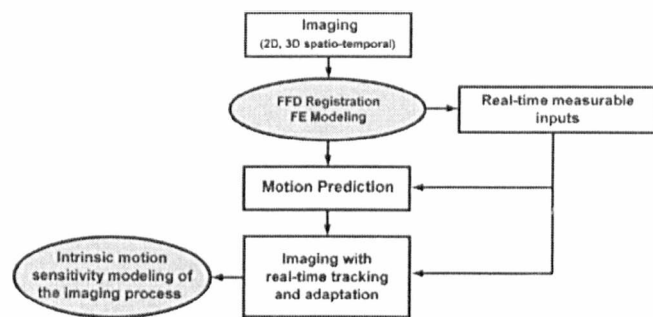 Imaging
(2D, 3D spatio-temporal)
FFD Registration
FE Modeling
Real-time measurable
inputs
Motion Prediction
Imaging with
real-time tracking
and adaptation
Intrinsic motion
sensitivity modeling of
the imaging process